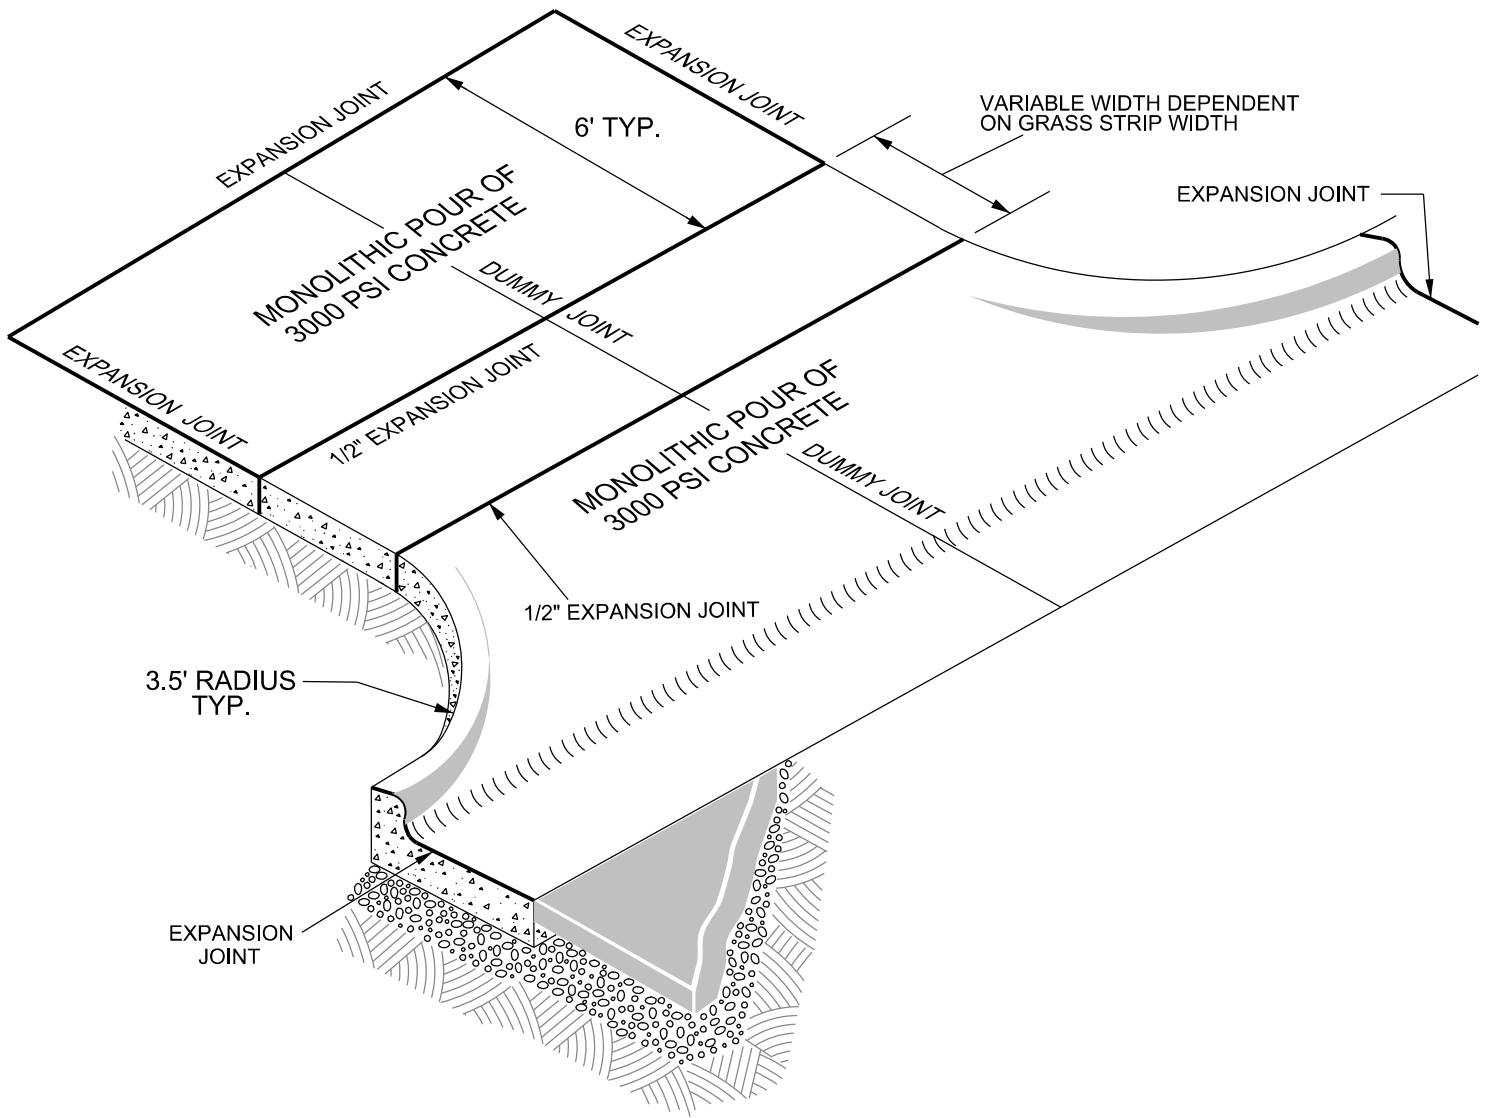 EXPANSION JOINT
EXPANSION JOINT
6' TYP.
VARIABLE WIDTH DEPENDENT
ON GRASS STRIP WIDTH
EXPANSION JOINT
MONOLITHIC POUR OF
3000 PSI CONCRETE
DUMMY JOINT
EXPANSION JOINT
1/2" EXPANSION JOINT
MONOLITHIC POUR OF
3000 PSI CONCRETE
DUMMY JOINT
1/2" EXPANSION JOINT
3.5' RADIUS
TYP.
EXPANSION
JOINT